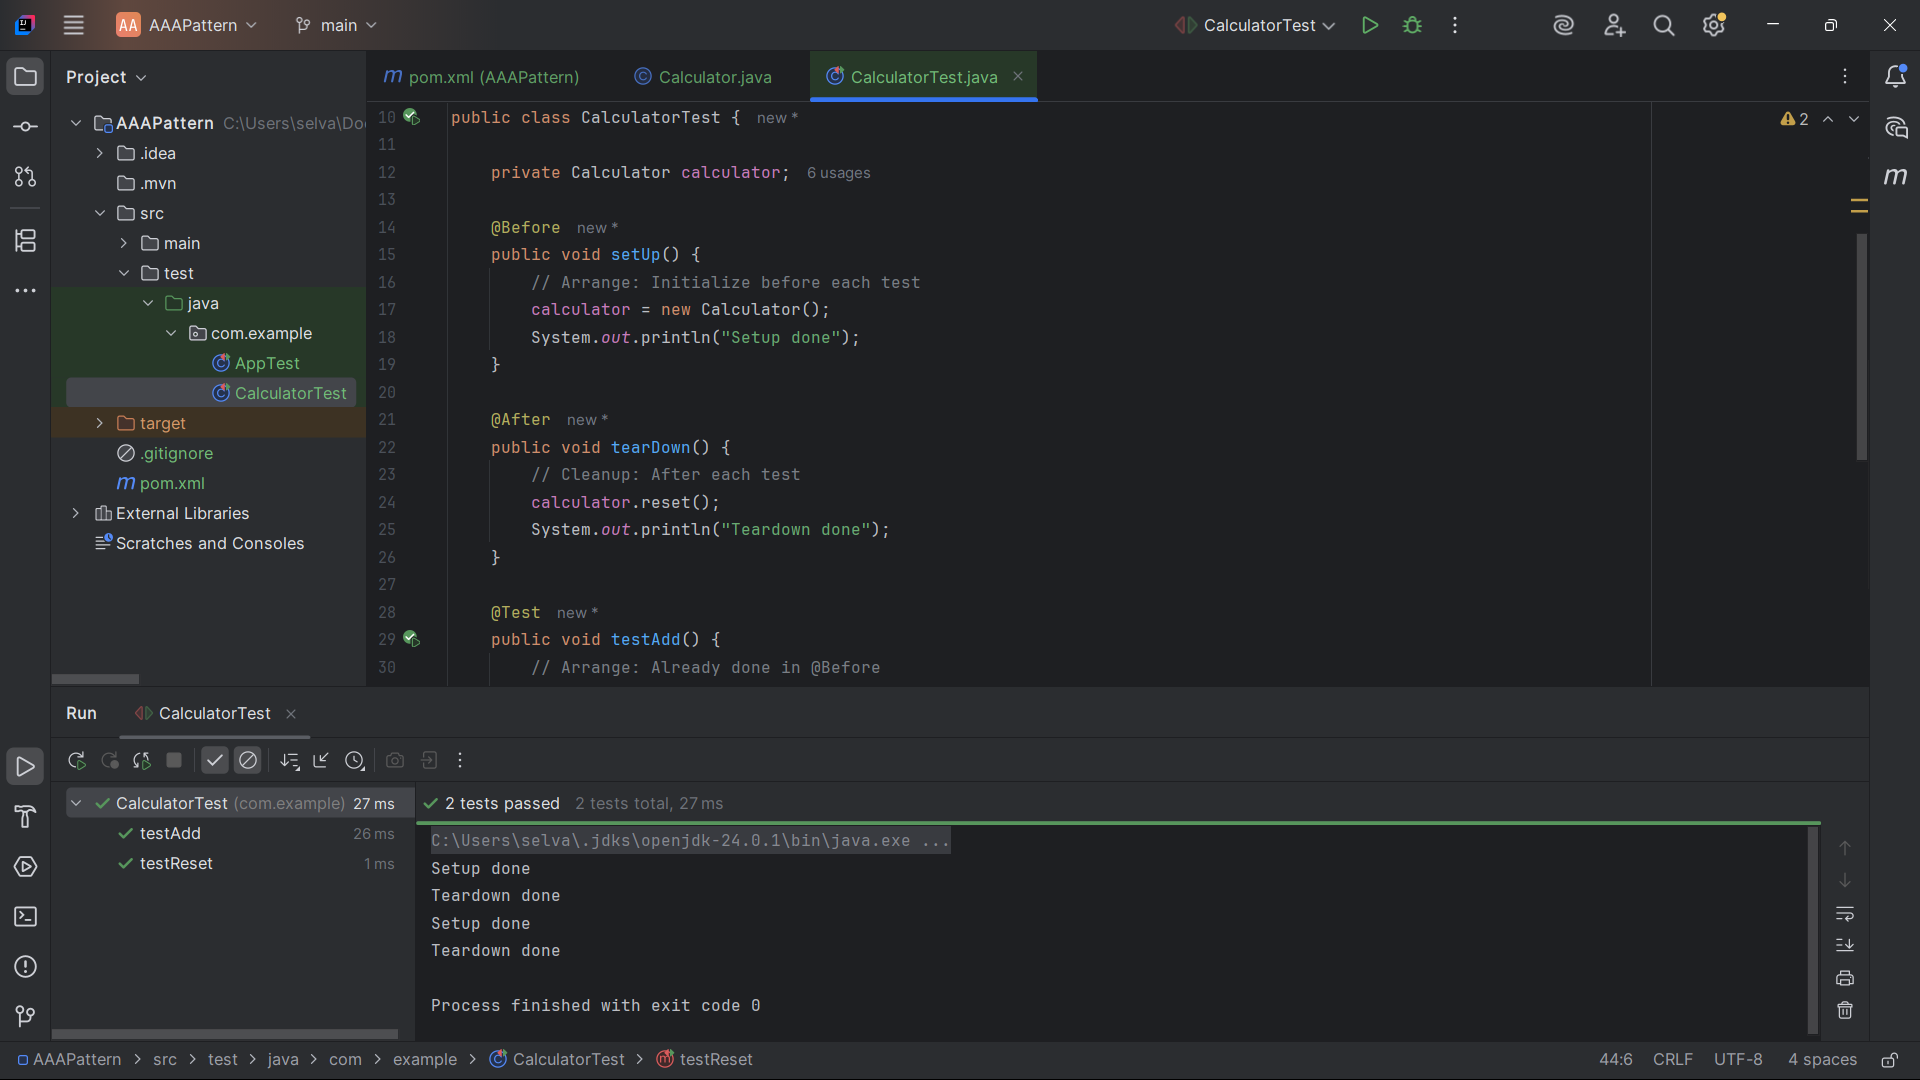 AA AAAPattern main CalculatorTest
Project
pom.xml (AAAPattern) Calculator.java CalculatorTest.java
AAAPattern C:\Users\selva\Do
.idea
.mvn
src
main
test
java
com.example
AppTest
CalculatorTest
target
.gitignore
pom.xml
External Libraries
Scratches and Consoles
10 public class CalculatorTest { new *
2
11
12 private Calculator calculator; 6 usages
13
14 @Before new *
15 public void setUp() {
16 // Arrange: Initialize before each test
17 calculator = new Calculator();
18 System.out.println("Setup done");
19 }
20
21 @After new *
22 public void tearDown() {
23 // Cleanup: After each test
24 calculator.reset();
25 System.out.println("Teardown done");
26 }
27
28 @Test new *
29 public void testAdd() {
30 // Arrange: Already done in @Before
Run CalculatorTest
CalculatorTest (com.example) 27 ms
testAdd 26 ms
testReset 1 ms
2 tests passed 2 tests total, 27 ms
C:\Users\selva\.jdks\openjdk-24.0.1\bin\java.exe ...
Setup done
Teardown done
Setup done
Teardown done
Process finished with exit code 0
AAAPattern > src > test > java > com > example > CalculatorTest > testReset
44:6 CRLF UTF-8 4 spaces